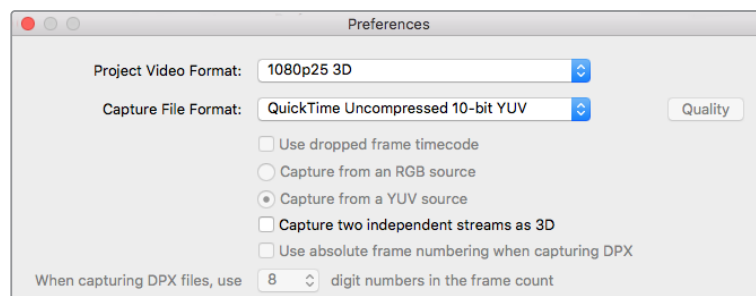 Preferences
Project Video Format: 1080p25 3D
Capture File Format: QuickTime Uncompressed 10-bit YUV Quality
Use dropped frame timecode
Capture from an RGB source
Capture from a YUV source
Capture two independent streams as 3D
Use absolute frame numbering when capturing DPX
When capturing DPX files, use 8 digit numbers in the frame count